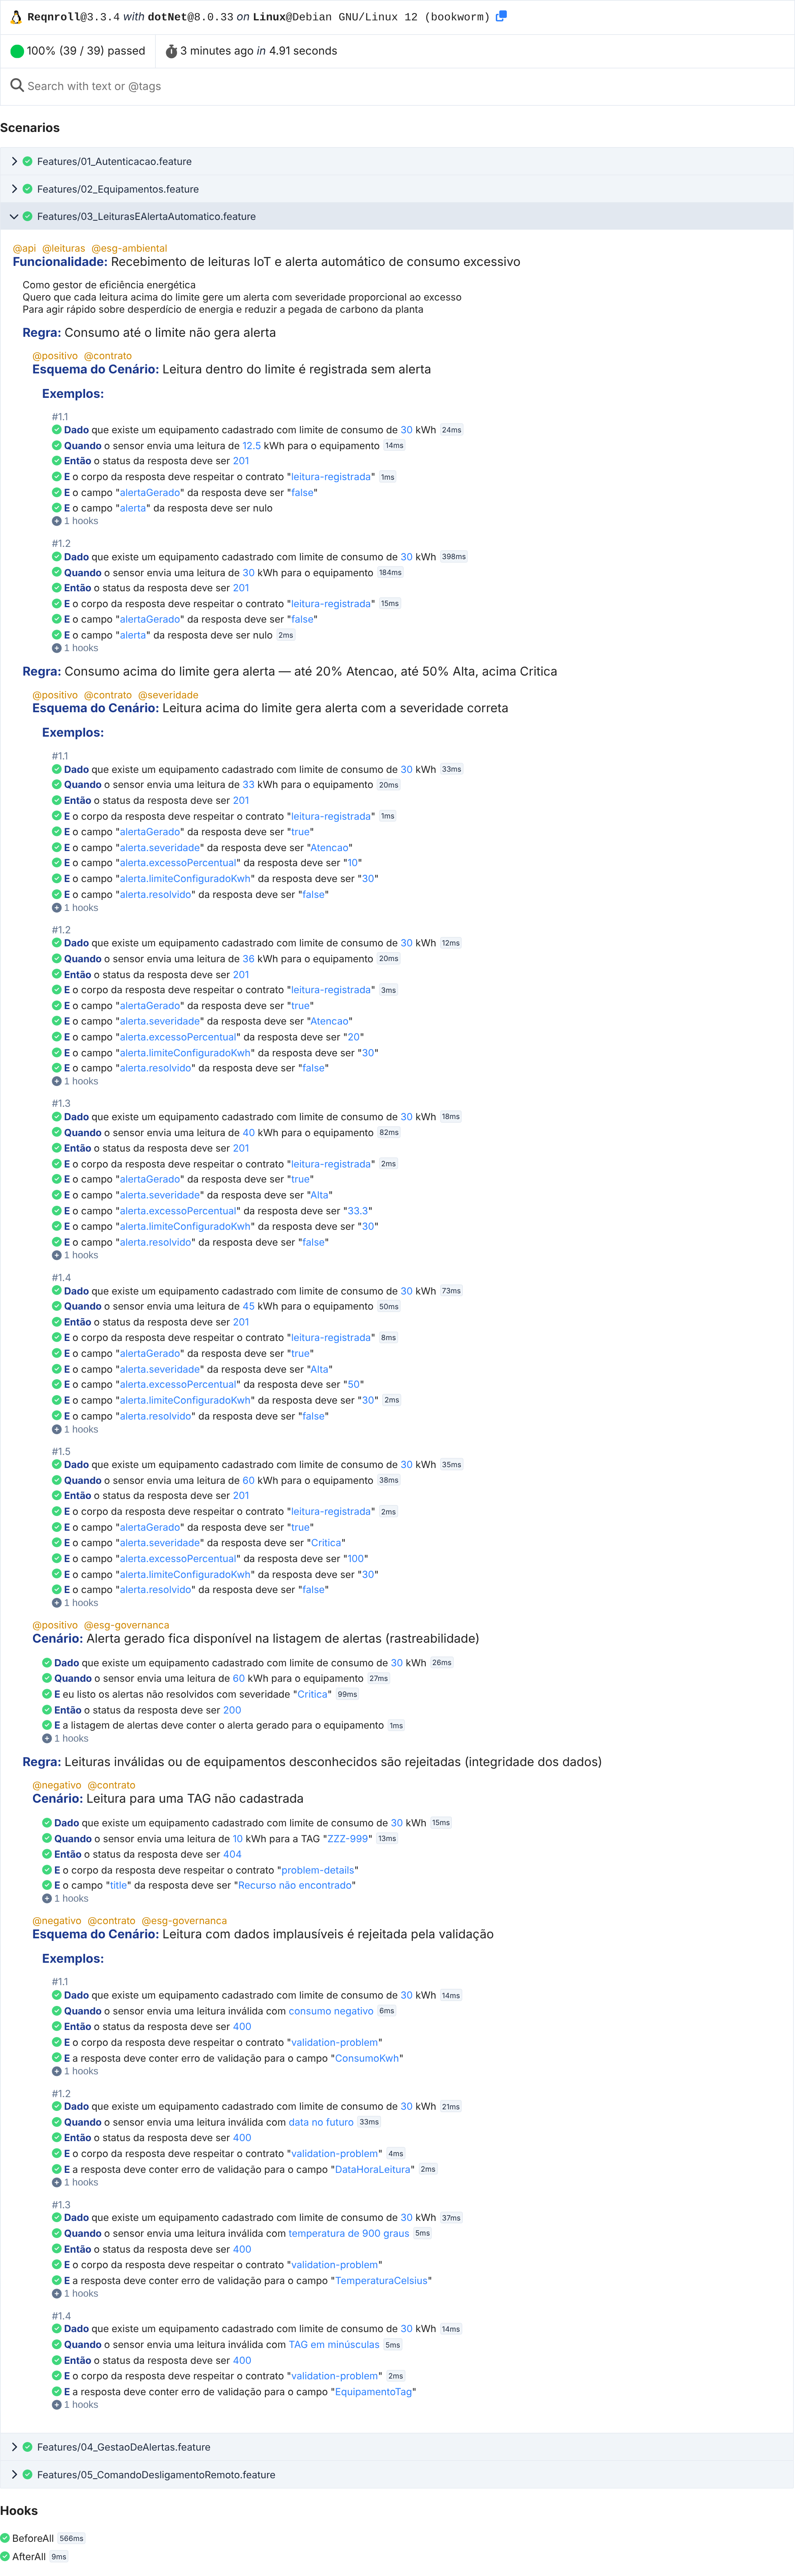 Reqnroll@3.3.4 with dotNet@8.0.33 on Linux@Debian GNU/Linux 12 (bookworm)
100% (39 / 39) passed
3 minutes ago in 4.91 seconds
Search with text or @tags
Scenarios
Features/01_Autenticacao.feature
Features/02_Equipamentos.feature
Features/03_LeiturasEAlertaAutomatico.feature
@api @leituras @esg-ambiental
Funcionalidade: Recebimento de leituras IoT e alerta automático de consumo excessivo
Como gestor de eficiência energética
Quero que cada leitura acima do limite gere um alerta com severidade proporcional ao excesso
Para agir rápido sobre desperdício de energia e reduzir a pegada de carbono da planta
Regra: Consumo até o limite não gera alerta
@positivo @contrato
Esquema do Cenário: Leitura dentro do limite é registrada sem alerta
Exemplos:
#1.1
Dado que existe um equipamento cadastrado com limite de consumo de 30 kWh 24ms
Quando o sensor envia uma leitura de 12.5 kWh para o equipamento 14ms
Então o status da resposta deve ser 201
E o corpo da resposta deve respeitar o contrato "leitura-registrada" 1ms
E o campo "alertaGerado" da resposta deve ser "false"
E o campo "alerta" da resposta deve ser nulo
1 hooks
#1.2
Dado que existe um equipamento cadastrado com limite de consumo de 30 kWh 398ms
Quando o sensor envia uma leitura de 30 kWh para o equipamento 184ms
Então o status da resposta deve ser 201
E o corpo da resposta deve respeitar o contrato "leitura-registrada" 15ms
E o campo "alertaGerado" da resposta deve ser "false"
E o campo "alerta" da resposta deve ser nulo 2ms
1 hooks
Regra: Consumo acima do limite gera alerta — até 20% Atencao, até 50% Alta, acima Critica
@positivo @contrato @severidade
Esquema do Cenário: Leitura acima do limite gera alerta com a severidade correta
Exemplos:
#1.1
Dado que existe um equipamento cadastrado com limite de consumo de 30 kWh 33ms
Quando o sensor envia uma leitura de 33 kWh para o equipamento 20ms
Então o status da resposta deve ser 201
E o corpo da resposta deve respeitar o contrato "leitura-registrada" 1ms
E o campo "alertaGerado" da resposta deve ser "true"
E o campo "alerta.severidade" da resposta deve ser "Atencao"
E o campo "alerta.excessoPercentual" da resposta deve ser "10"
E o campo "alerta.limiteConfiguradoKwh" da resposta deve ser "30"
E o campo "alerta.resolvido" da resposta deve ser "false"
1 hooks
#1.2
Dado que existe um equipamento cadastrado com limite de consumo de 30 kWh 12ms
Quando o sensor envia uma leitura de 36 kWh para o equipamento 20ms
Então o status da resposta deve ser 201
E o corpo da resposta deve respeitar o contrato "leitura-registrada" 3ms
E o campo "alertaGerado" da resposta deve ser "true"
E o campo "alerta.severidade" da resposta deve ser "Atencao"
E o campo "alerta.excessoPercentual" da resposta deve ser "20"
E o campo "alerta.limiteConfiguradoKwh" da resposta deve ser "30"
E o campo "alerta.resolvido" da resposta deve ser "false"
1 hooks
#1.3
Dado que existe um equipamento cadastrado com limite de consumo de 30 kWh 18ms
Quando o sensor envia uma leitura de 40 kWh para o equipamento 82ms
Então o status da resposta deve ser 201
E o corpo da resposta deve respeitar o contrato "leitura-registrada" 2ms
E o campo "alertaGerado" da resposta deve ser "true"
E o campo "alerta.severidade" da resposta deve ser "Alta"
E o campo "alerta.excessoPercentual" da resposta deve ser "33.3"
E o campo "alerta.limiteConfiguradoKwh" da resposta deve ser "30"
E o campo "alerta.resolvido" da resposta deve ser "false"
1 hooks
#1.4
Dado que existe um equipamento cadastrado com limite de consumo de 30 kWh 73ms
Quando o sensor envia uma leitura de 45 kWh para o equipamento 50ms
Então o status da resposta deve ser 201
E o corpo da resposta deve respeitar o contrato "leitura-registrada" 8ms
E o campo "alertaGerado" da resposta deve ser "true"
E o campo "alerta.severidade" da resposta deve ser "Alta"
E o campo "alerta.excessoPercentual" da resposta deve ser "50"
E o campo "alerta.limiteConfiguradoKwh" da resposta deve ser "30" 2ms
E o campo "alerta.resolvido" da resposta deve ser "false"
1 hooks
#1.5
Dado que existe um equipamento cadastrado com limite de consumo de 30 kWh 35ms
Quando o sensor envia uma leitura de 60 kWh para o equipamento 38ms
Então o status da resposta deve ser 201
E o corpo da resposta deve respeitar o contrato "leitura-registrada" 2ms
E o campo "alertaGerado" da resposta deve ser "true"
E o campo "alerta.severidade" da resposta deve ser "Critica"
E o campo "alerta.excessoPercentual" da resposta deve ser "100"
E o campo "alerta.limiteConfiguradoKwh" da resposta deve ser "30"
E o campo "alerta.resolvido" da resposta deve ser "false"
1 hooks
@positivo @esg-governanca
Cenário: Alerta gerado fica disponível na listagem de alertas (rastreabilidade)
Dado que existe um equipamento cadastrado com limite de consumo de 30 kWh 26ms
Quando o sensor envia uma leitura de 60 kWh para o equipamento 27ms
E eu listo os alertas não resolvidos com severidade "Critica" 99ms
Então o status da resposta deve ser 200
E a listagem de alertas deve conter o alerta gerado para o equipamento 1ms
1 hooks
Regra: Leituras inválidas ou de equipamentos desconhecidos são rejeitadas (integridade dos dados)
@negativo @contrato
Cenário: Leitura para uma TAG não cadastrada
Dado que existe um equipamento cadastrado com limite de consumo de 30 kWh 15ms
Quando o sensor envia uma leitura de 10 kWh para a TAG "ZZZ-999" 13ms
Então o status da resposta deve ser 404
E o corpo da resposta deve respeitar o contrato "problem-details"
E o campo "title" da resposta deve ser "Recurso não encontrado"
1 hooks
@negativo @contrato @esg-governanca
Esquema do Cenário: Leitura com dados implausíveis é rejeitada pela validação
Exemplos:
#1.1
Dado que existe um equipamento cadastrado com limite de consumo de 30 kWh 14ms
Quando o sensor envia uma leitura inválida com consumo negativo 6ms
Então o status da resposta deve ser 400
E o corpo da resposta deve respeitar o contrato "validation-problem"
E a resposta deve conter erro de validação para o campo "ConsumoKwh"
1 hooks
#1.2
Dado que existe um equipamento cadastrado com limite de consumo de 30 kWh 21ms
Quando o sensor envia uma leitura inválida com data no futuro 33ms
Então o status da resposta deve ser 400
E o corpo da resposta deve respeitar o contrato "validation-problem" 4ms
E a resposta deve conter erro de validação para o campo "DataHoraLeitura" 2ms
1 hooks
#1.3
Dado que existe um equipamento cadastrado com limite de consumo de 30 kWh 37ms
Quando o sensor envia uma leitura inválida com temperatura de 900 graus 5ms
Então o status da resposta deve ser 400
E o corpo da resposta deve respeitar o contrato "validation-problem"
E a resposta deve conter erro de validação para o campo "TemperaturaCelsius"
1 hooks
#1.4
Dado que existe um equipamento cadastrado com limite de consumo de 30 kWh 14ms
Quando o sensor envia uma leitura inválida com TAG em minúsculas 5ms
Então o status da resposta deve ser 400
E o corpo da resposta deve respeitar o contrato "validation-problem" 2ms
E a resposta deve conter erro de validação para o campo "EquipamentoTag"
1 hooks
Features/04_GestaoDeAlertas.feature
Features/05_ComandoDesligamentoRemoto.feature
Hooks
BeforeAll 566ms
AfterAll 9ms